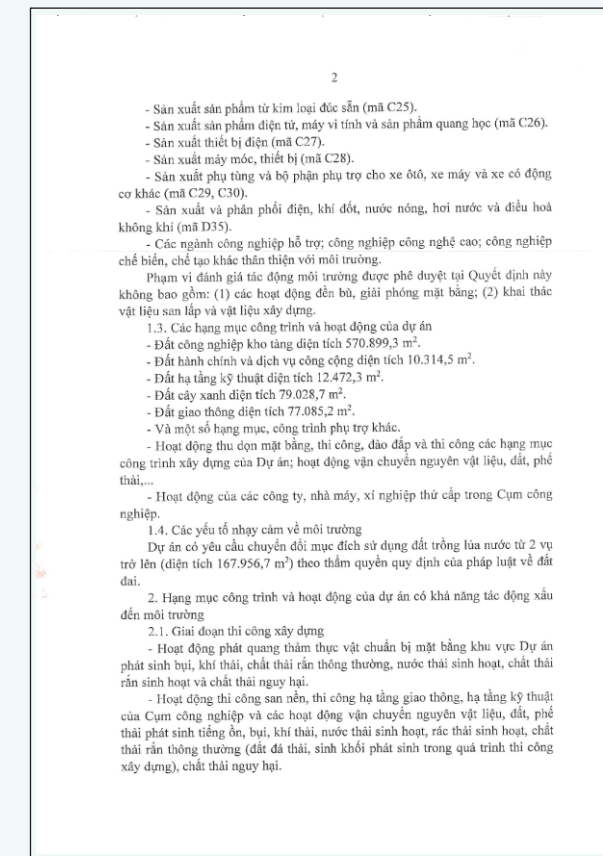 2
- Sản xuất sản phẩm từ kim loại đúc sẵn (mã C25).
- Sản xuất sản phẩm điện tử, máy vi tính và sản phẩm quang học (mã C26).
- Sản xuất thiết bị điện (mã C27).
- Sản xuất máy móc, thiết bị (mã C28).
- Sản xuất phụ tùng và bộ phận phụ trợ cho xe ôtô, xe máy và xe có động
cơ khác (mã C29, C30).
- Sản xuất và phân phối điện, khí đốt, nước nóng, hơi nước và điều hoà
không khí (mã D35).
- Các ngành công nghiệp hỗ trợ; công nghiệp công nghệ cao; công nghiệp
chế biến, chế tạo khác thân thiện với môi trường.
Phạm vi đánh giá tác động môi trường được phê duyệt tại Quyết định này
không bao gồm: (1) các hoạt động đền bù, giải phóng mặt bằng; (2) khai thác
vật liệu san lấp và vật liệu xây dựng.
1.3. Các hạng mục công trình và hoạt động của dự án
- Đất công nghiệp kho tàng diện tích 570.899,3 m².
- Đất hành chính và dịch vụ công cộng diện tích 10.314,5 m².
- Đất hạ tầng kỹ thuật diện tích 12.472,3 m².
- Đất cây xanh diện tích 79.028,7 m².
- Đất giao thông diện tích 77.085,2 m².
- Và một số hạng mục, công trình phụ trợ khác.
- Hoạt động thu dọn mặt bằng, thi công, đào đắp và thi công các hạng mục
công trình xây dựng của Dự án; hoạt động vận chuyển nguyên vật liệu, đất, phế
thải,...
- Hoạt động của các công ty, nhà máy, xí nghiệp thứ cấp trong Cụm công
nghiệp.
1.4. Các yếu tố nhạy cảm về môi trường
Dự án có yêu cầu chuyển đổi mục đích sử dụng đất trồng lúa nước từ 2 vụ
trở lên (diện tích 167.956,7 m²) theo thẩm quyền quy định của pháp luật về đất
đai.
2. Hạng mục công trình và hoạt động của dự án có khả năng tác động xấu
đến môi trường
2.1. Giai đoạn thi công xây dựng
- Hoạt động phát quang thảm thực vật chuẩn bị mặt bằng khu vực Dự án
phát sinh bụi, khí thải, chất thải rắn thông thường, nước thải sinh hoạt, chất thải
rắn sinh hoạt và chất thải nguy hại.
- Hoạt động thi công san nền, thi công hạ tầng giao thông, hạ tầng kỹ thuật
của Cụm công nghiệp và các hoạt động vận chuyển nguyên vật liệu, đất, phế
thải phát sinh tiếng ồn, bụi, khí thải, nước thải sinh hoạt, rác thải sinh hoạt, chất
thải rắn thông thường (đất đá thải, sinh khối phát sinh trong quá trình thi công
xây dựng), chất thải nguy hại.